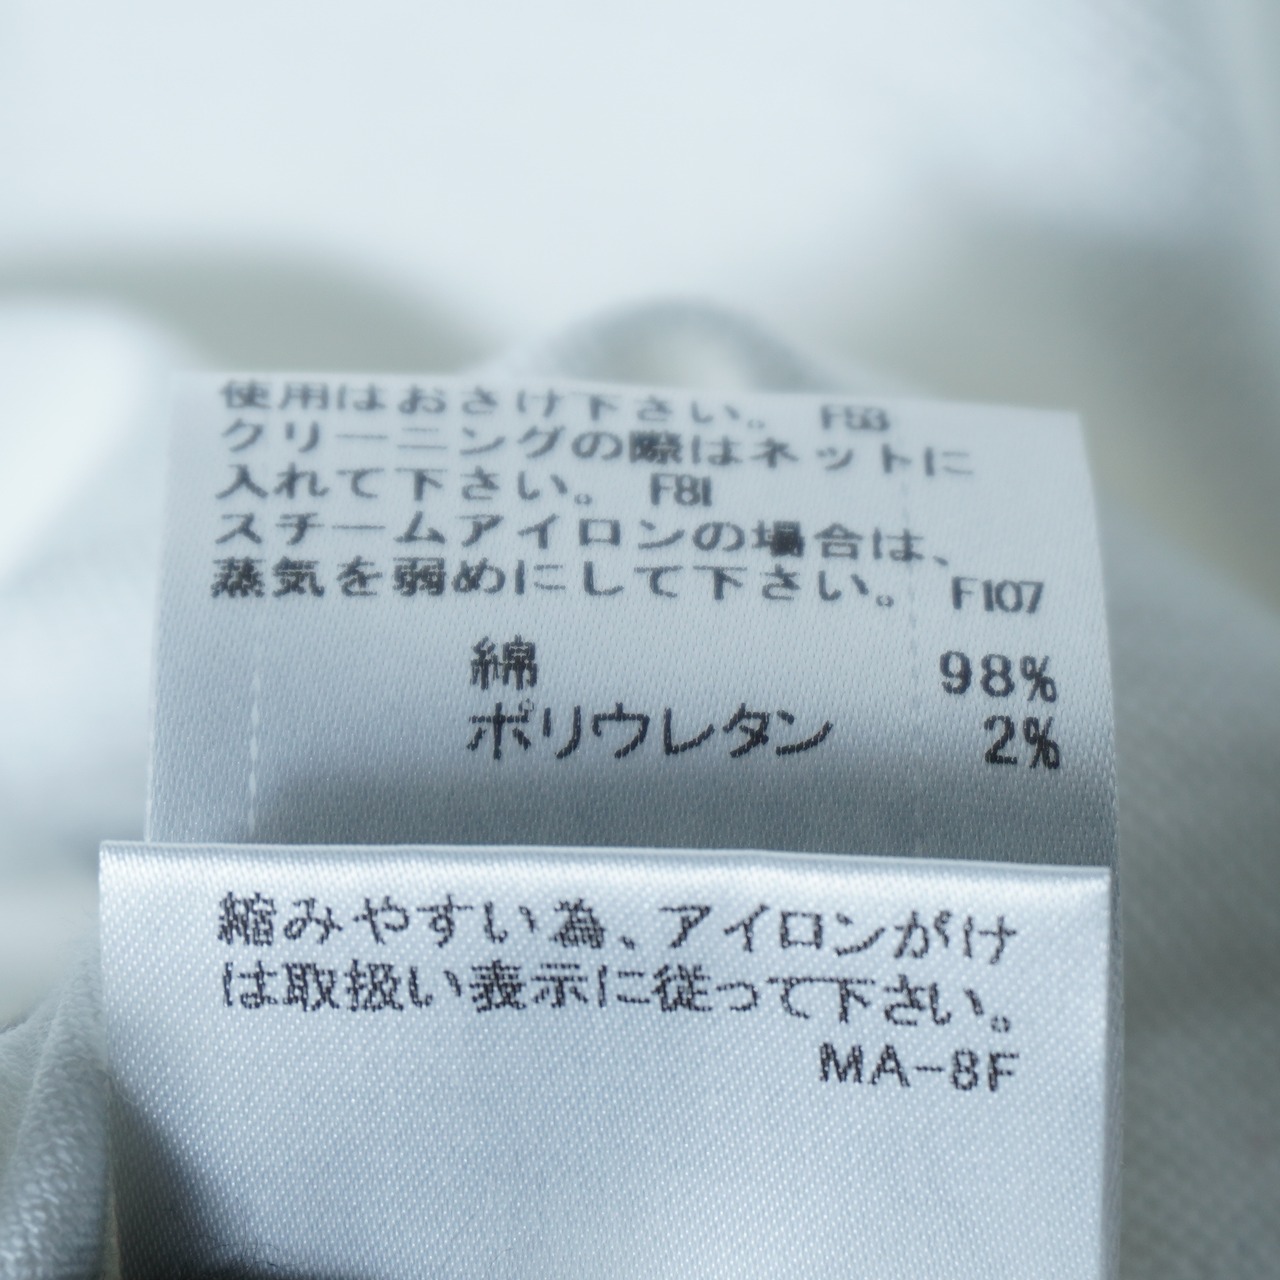 使用はおさけ下さい。 F53
クリーニングの際はネットに
入れて下さい。 F81
スチームアイロンの場合は、
蒸気を弱めにして下さい。 F107
綿 98%
ポリウレタン 2%
縮みやすい為、アイロンがけ
は取扱い表示に従って下さい。
MA-8F